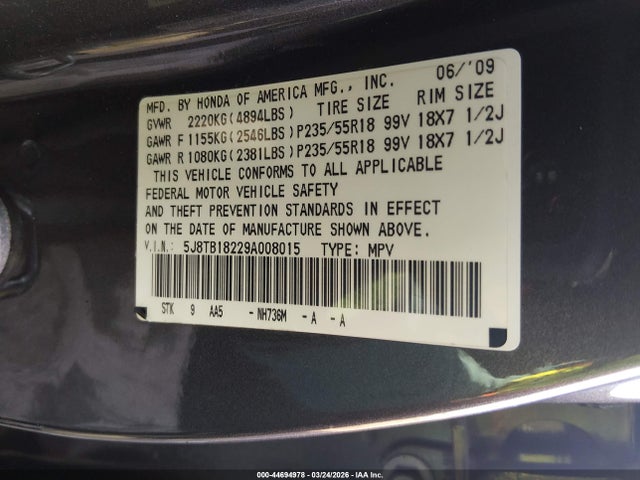 MFD. BY HONDA OF AMERICA MFG., INC. 06/'09
GVWR 2220KG(4894LBS) TIRE SIZE RIM SIZE
GAWR F 1155KG(2546LBS)P235/55R18 99V 18X7 1/2J
GAWR R 1080KG(2381LBS)P235/55R18 99V 18X7 1/2J
THIS VEHICLE CONFORMS TO ALL APPLICABLE
FEDERAL MOTOR VEHICLE SAFETY
AND THEFT PREVENTION STANDARDS IN EFFECT
ON THE DATE OF MANUFACTURE SHOWN ABOVE.
V.I.N.: 5J8TB18229A008015 TYPE: MPV
STK 9 AA5 -NH736M -A -A
000-44694978 - 03/24/2026 - IAA Inc.